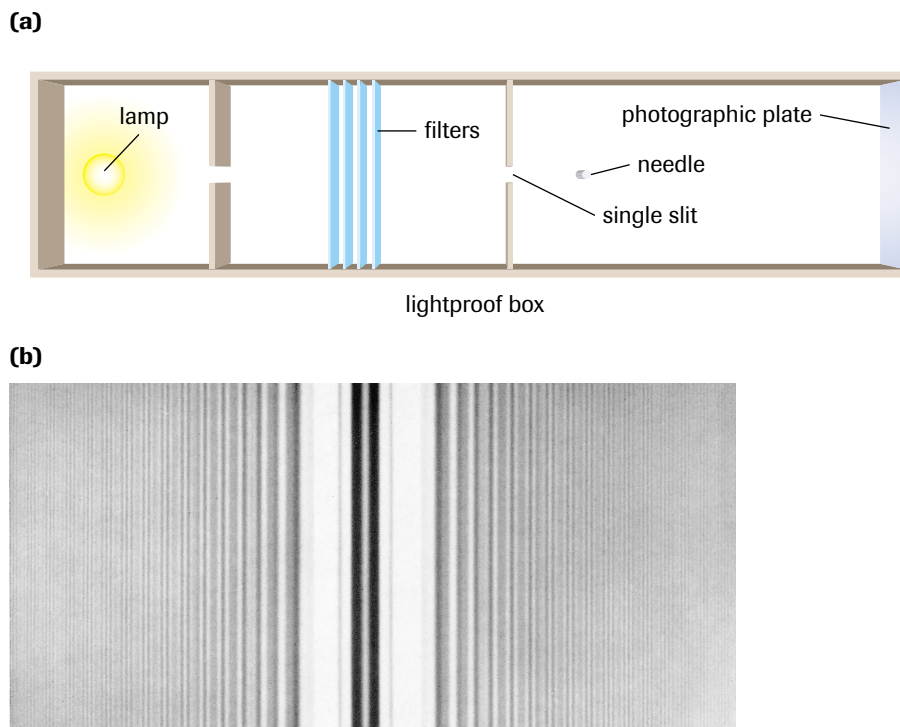 (a)
lamp
filters
photographic plate
needle
single slit
lightproof box
(b)